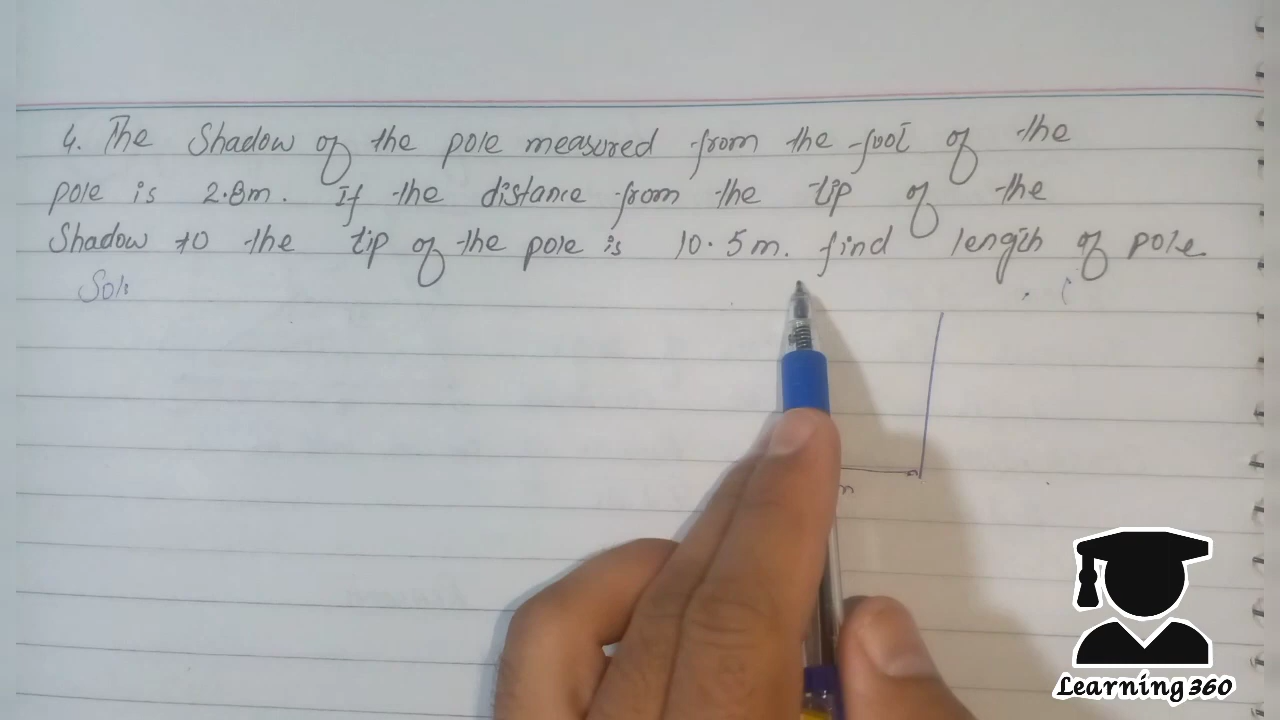 4. The Shadow of the pole measured from the foot of the
pole is 2.8m. If the distance from the tip of the
Shadow to the tip of the pole is 10.5m. find length of pole
Sol:
m
Learning360